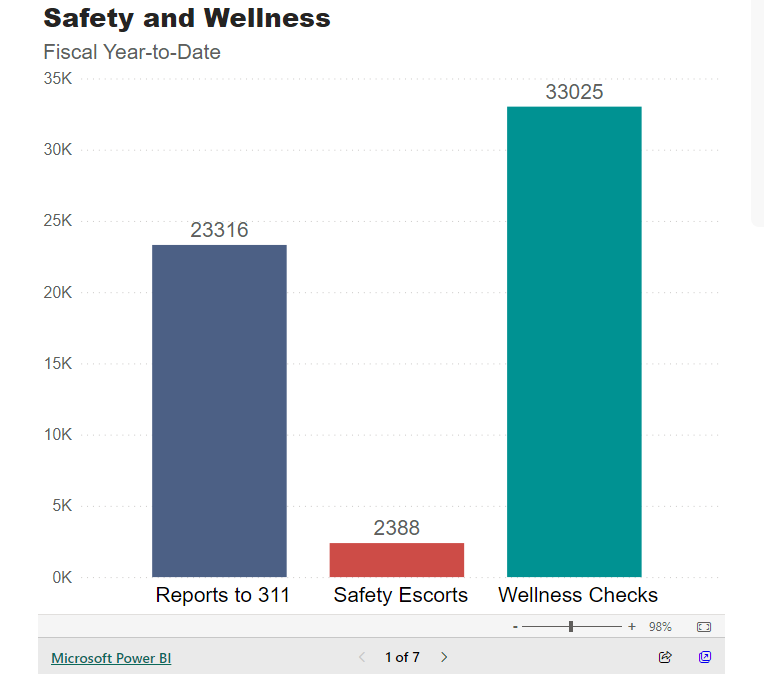 Safety and Wellness
Fiscal Year-to-Date
35K
33025
30K
25K
23316
20K
15K
10K
5K
2388
0K
Reports to 311 Safety Escorts Wellness Checks
- + 98%
Microsoft Power BI 1 of 7